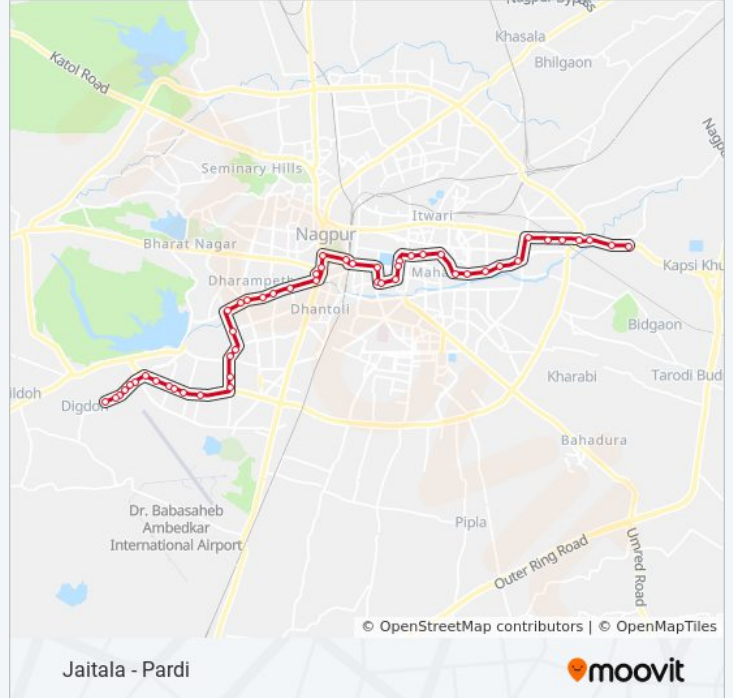 Nagpur Bypass
Khasala
Katol Road
Bhilgaon
Seminary Hills
Itwari
Nagpur
Bharat Nagar
Kapsi Khu
Dharampeth
Maha
Dhantoli
Bidgaon
Kharabi
Tarodi Bud
ldoh
Digdoh
Bahadura
Dr. Babasaheb
Ambedkar
International Airport
Pipla
Outer Ring Road
Umred Road
© OpenStreetMap contributors | © OpenMapTiles
Jaitala - Pardi
moovit